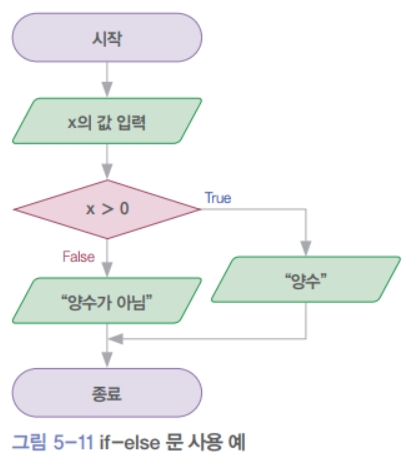 시작
x의 값 입력
x > 0
True
False
“양수가 아님”
“양수”
종료
그림 5-11 if-else 문 사용 예